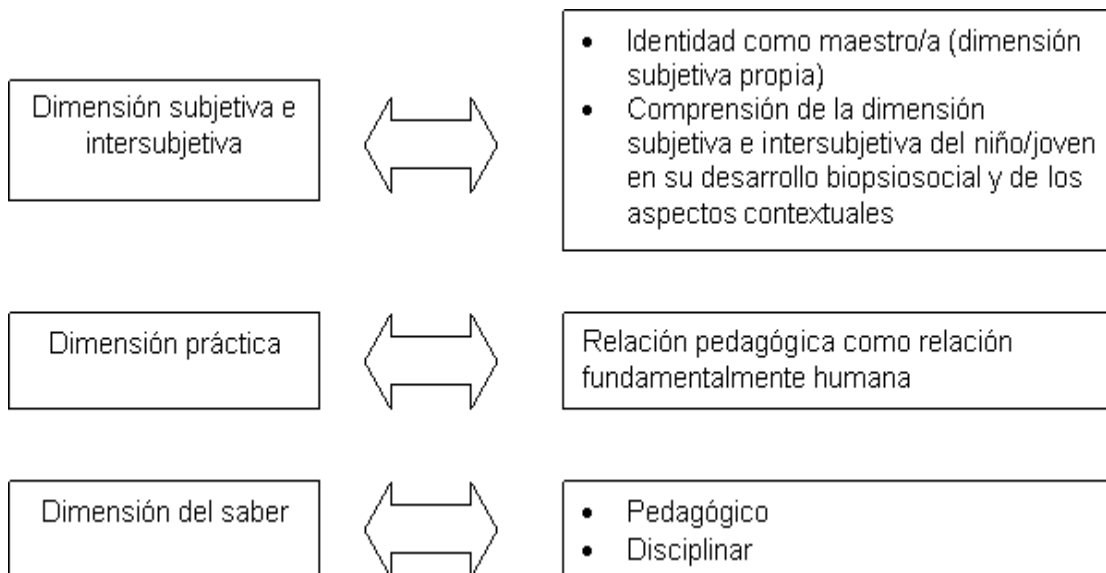 Dimensión subjetiva e
intersubjetiva
• Identidad como maestro/a (dimensión
subjetiva propia)
• Comprensión de la dimensión
subjetiva e intersubjetiva del niño/joven
en su desarrollo biopsiosocial y de los
aspectos contextuales
Dimensión práctica
Relación pedagógica como relación
fundamentalmente humana
Dimensión del saber
• Pedagógico
• Disciplinar